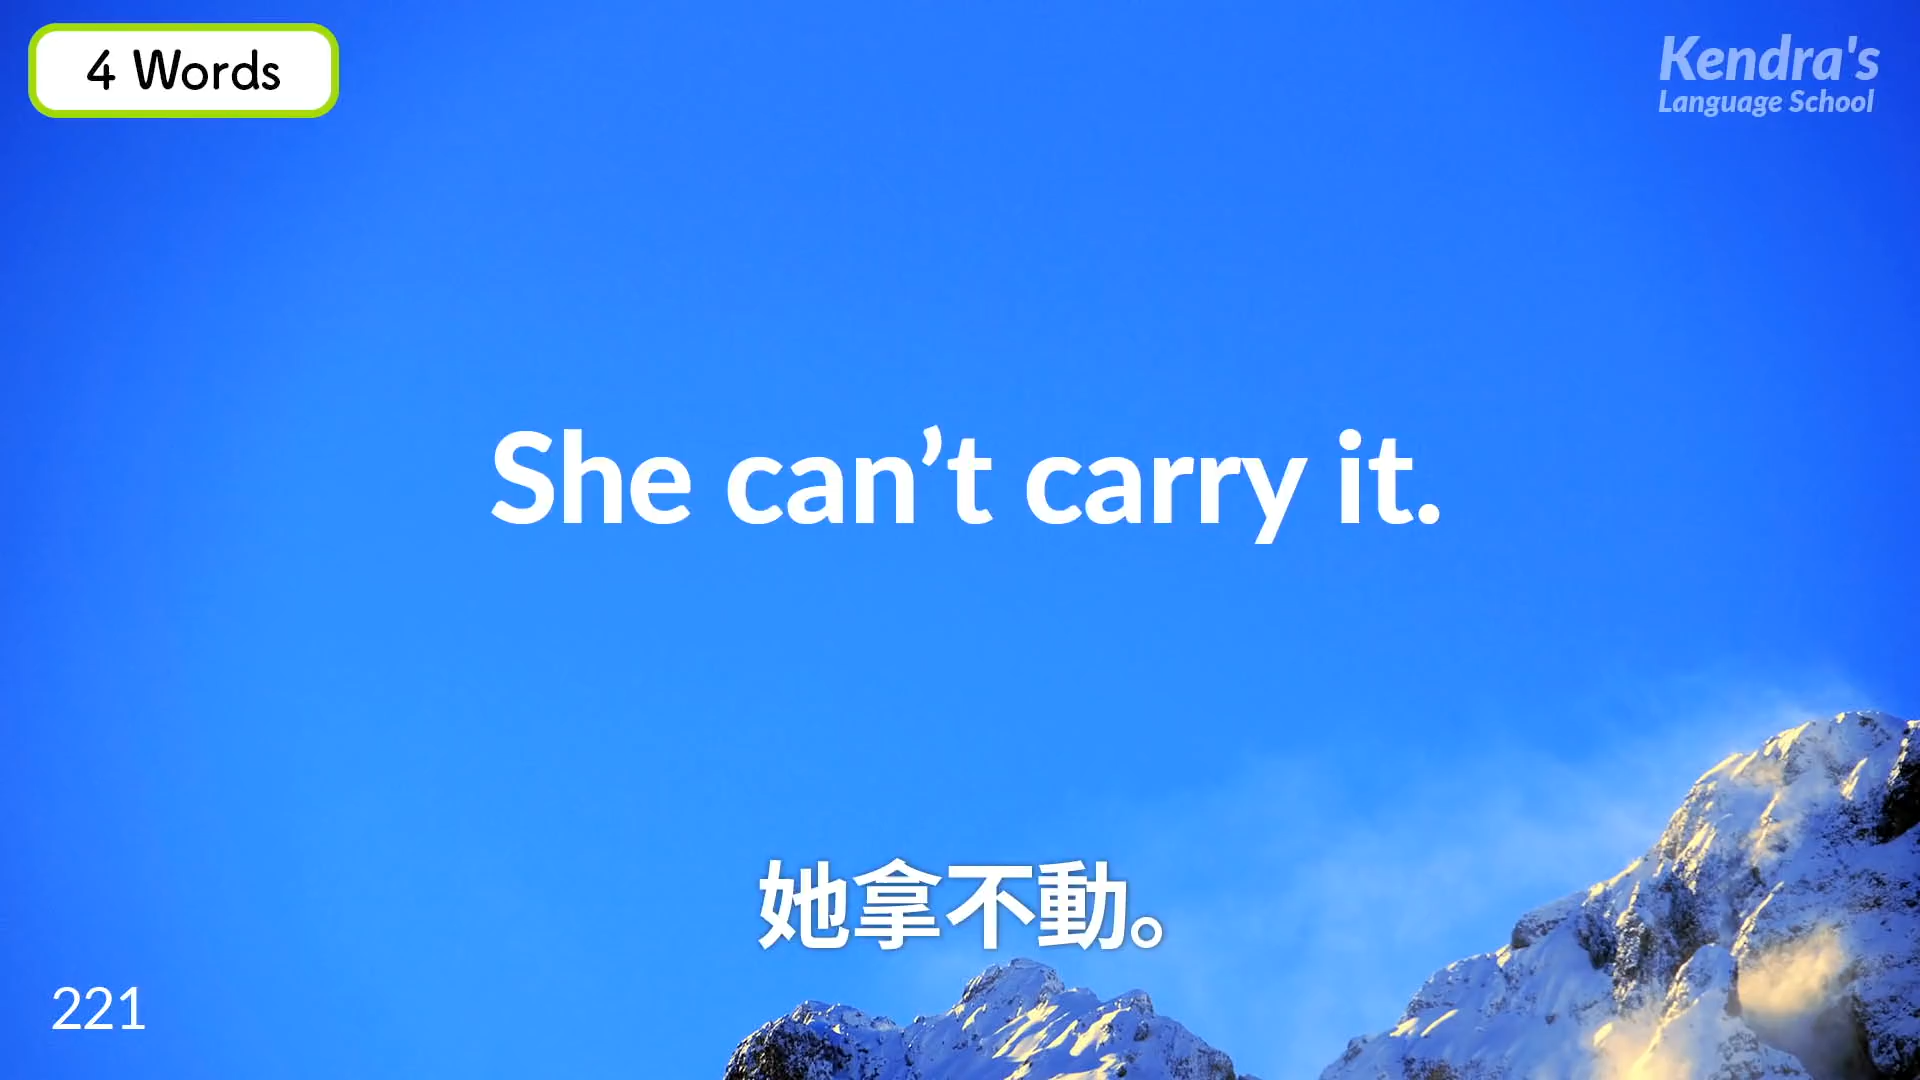 4 Words
Kendra's
Language School
She can’t carry it.
她拿不動。
221